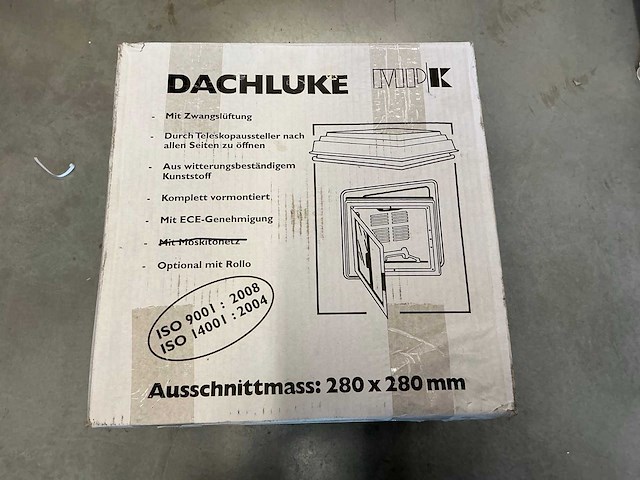 DACHLUKE MPK
- Mit Zwangslüftung
- Durch Teleskopaussteller nach
allen Seiten zu öffnen
- Aus witterungsbeständigem
Kunststoff
- Komplett vormontiert
- Mit ECE-Genehmigung
- Mit Moskitonetz
- Optional mit Rollo
ISO 9001 : 2008
ISO 14001 : 2004
Ausschnittmass: 280 x 280 mm